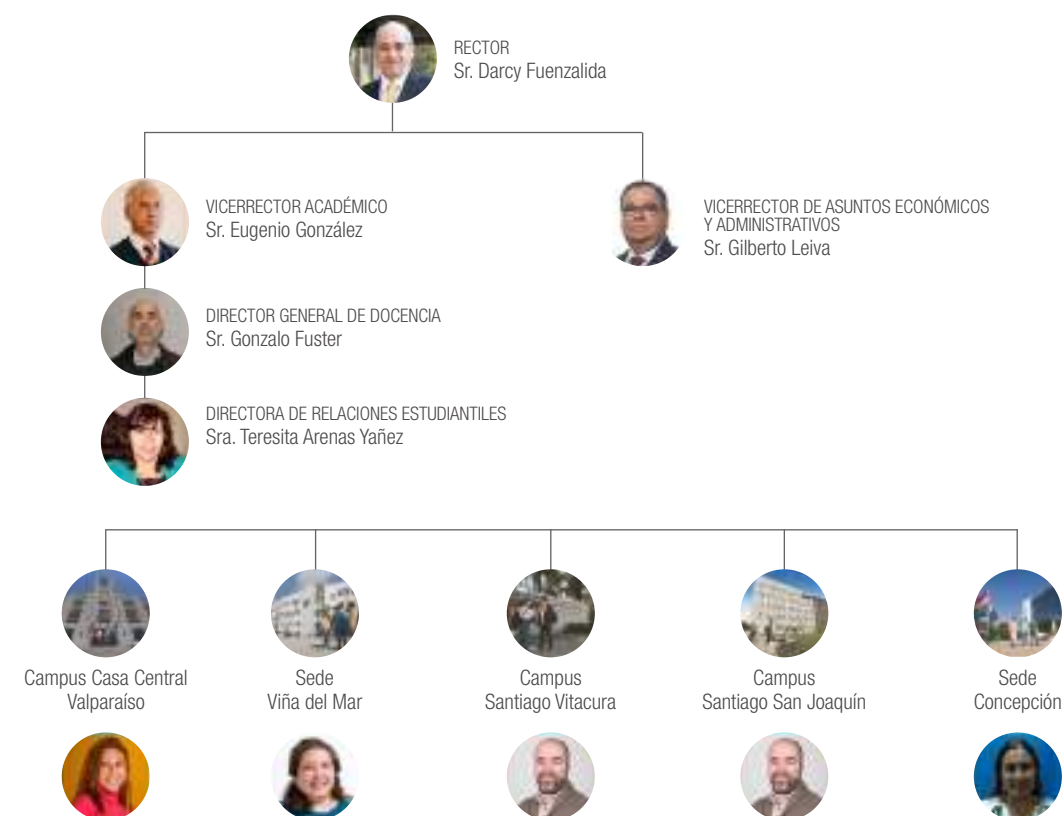 RECTOR
Sr. Darcy Fuenzalida
VICERRECTOR ACADÉMICO
Sr. Eugenio González
VICERRECTOR DE ASUNTOS ECONÓMICOS
Y ADMINISTRATIVOS
Sr. Gilberto Leiva
DIRECTOR GENERAL DE DOCENCIA
Sr. Gonzalo Fuster
DIRECTORA DE RELACIONES ESTUDIANTILES
Sra. Teresita Arenas Yañez
Campus Casa Central
Valparaíso
Sede
Viña del Mar
Campus
Santiago Vitacura
Campus
Santiago San Joaquín
Sede
Concepción